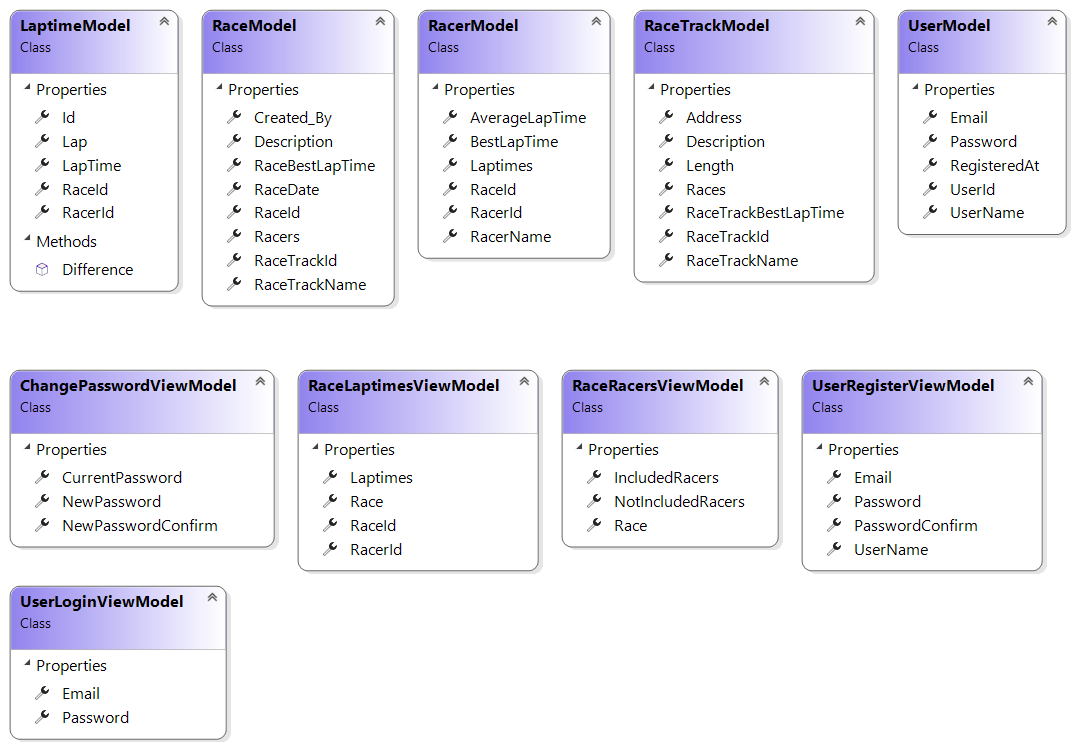 LaptimeModel
Class
Properties
Id
Lap
LapTime
RaceId
RacerId
Methods
Difference
RaceModel
Class
Properties
Created_By
Description
RaceBestLapTime
RaceDate
RaceId
Racers
RaceTrackId
RaceTrackName
RacerModel
Class
Properties
AverageLapTime
BestLapTime
Laptimes
RaceId
RacerId
RacerName
RaceTrackModel
Class
Properties
Address
Description
Length
Races
RaceTrackBestLapTime
RaceTrackId
RaceTrackName
UserModel
Class
Properties
Email
Password
RegisteredAt
UserId
UserName
ChangePasswordViewModel
Class
Properties
CurrentPassword
NewPassword
NewPasswordConfirm
RaceLaptimesViewModel
Class
Properties
Laptimes
Race
RaceId
RacerId
RaceRacersViewModel
Class
Properties
IncludedRacers
NotIncludedRacers
Race
UserRegisterViewModel
Class
Properties
Email
Password
PasswordConfirm
UserName
UserLoginViewModel
Class
Properties
Email
Password